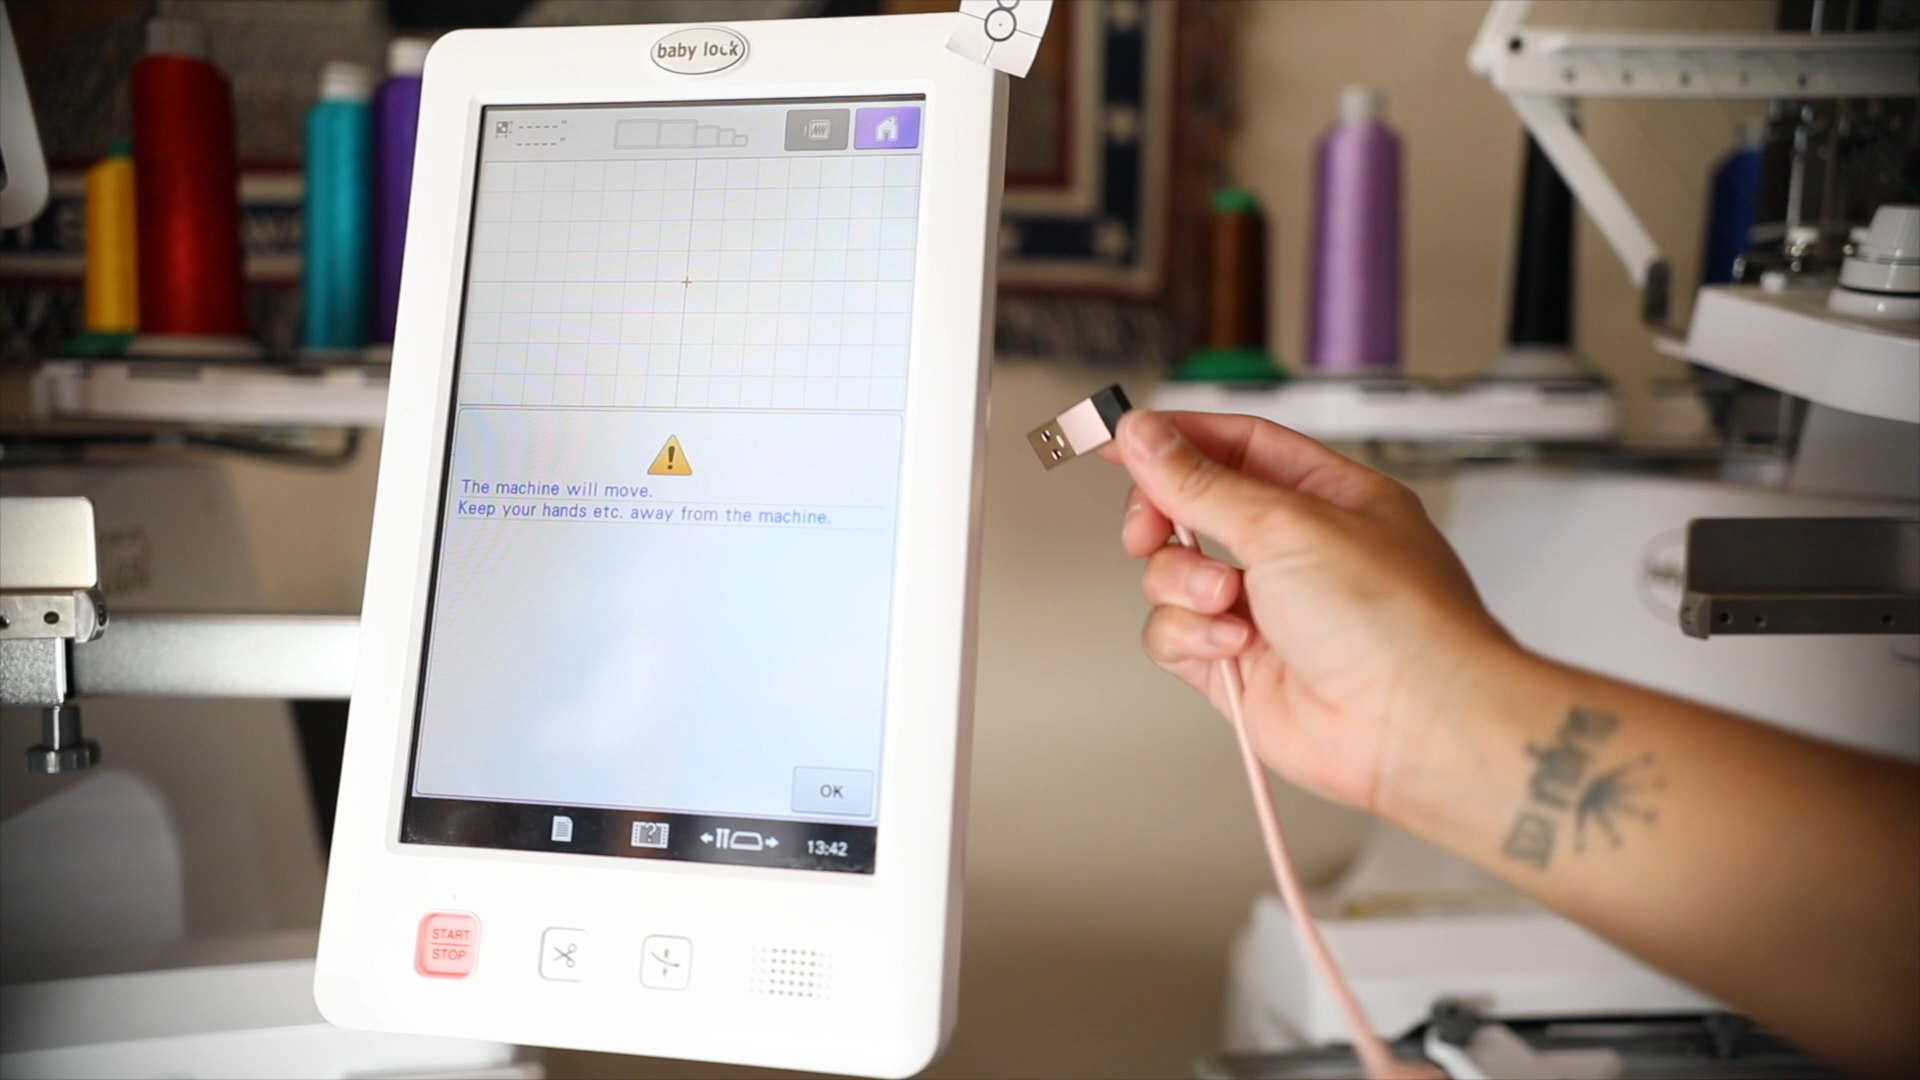 baby lock
The machine will move.
Keep your hands etc. away from the machine.
OK
13:42
START
STOP